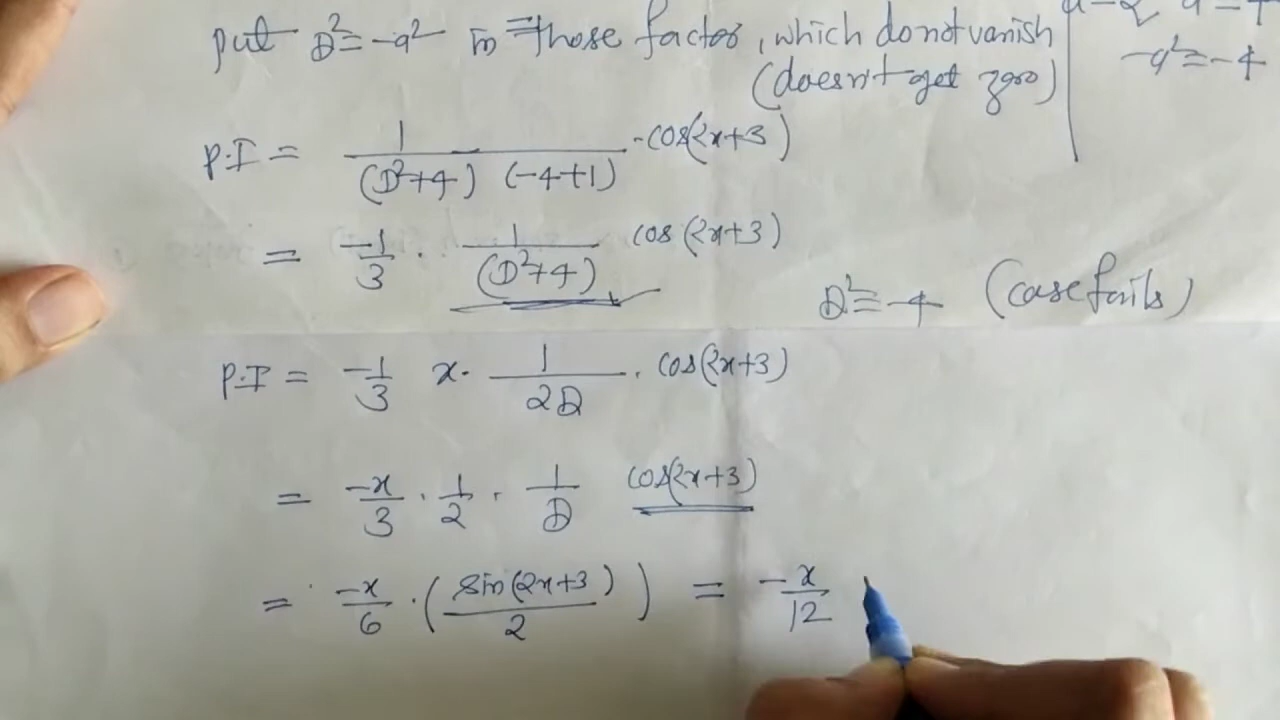 put D²=-a² in those factor, which do not vanish
(doesn't get zero)
-a²=-4
P.I = 1/((D²+4) (-4+1)) · cos(2x+3)
= -1/3 · 1/(D²+4) cos(2x+3)
D²=-4 (case fails)
P.I = -1/3 x· 1/2D · cos(2x+3)
= -x/3 · 1/2 · 1/D cos(2x+3)
= -x/6 · (sin(2x+3)/2) = -x/12